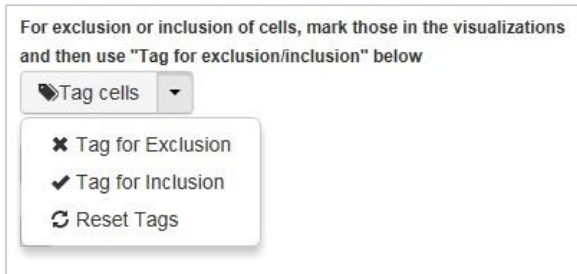 For exclusion or inclusion of cells, mark those in the visualizations
and then use "Tag for exclusion/inclusion" below
Tag cells
Tag for Exclusion
Tag for Inclusion
Reset Tags